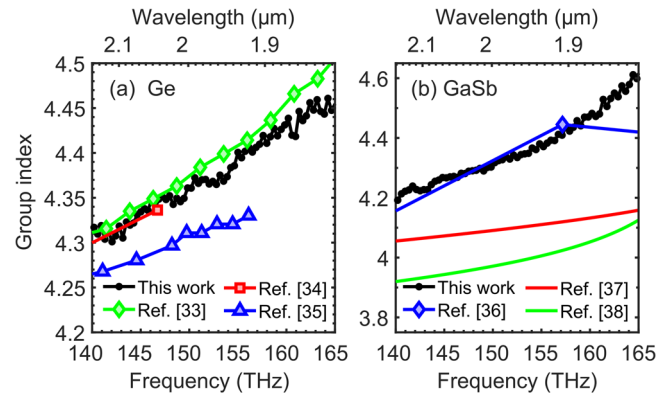 Wavelength (μm)
2.1 2 1.9
4.5
4.45
4.4
4.35
4.3
4.25
4.2
Group index
(a) Ge
This work
Ref. [33]
Ref. [34]
Ref. [35]
140 145 150 155 160 165
Frequency (THz)
Wavelength (μm)
2.1 2 1.9
4.6
4.4
4.2
4
3.8
(b) GaSb
This work
Ref. [36]
Ref. [37]
Ref. [38]
140 145 150 155 160 165
Frequency (THz)